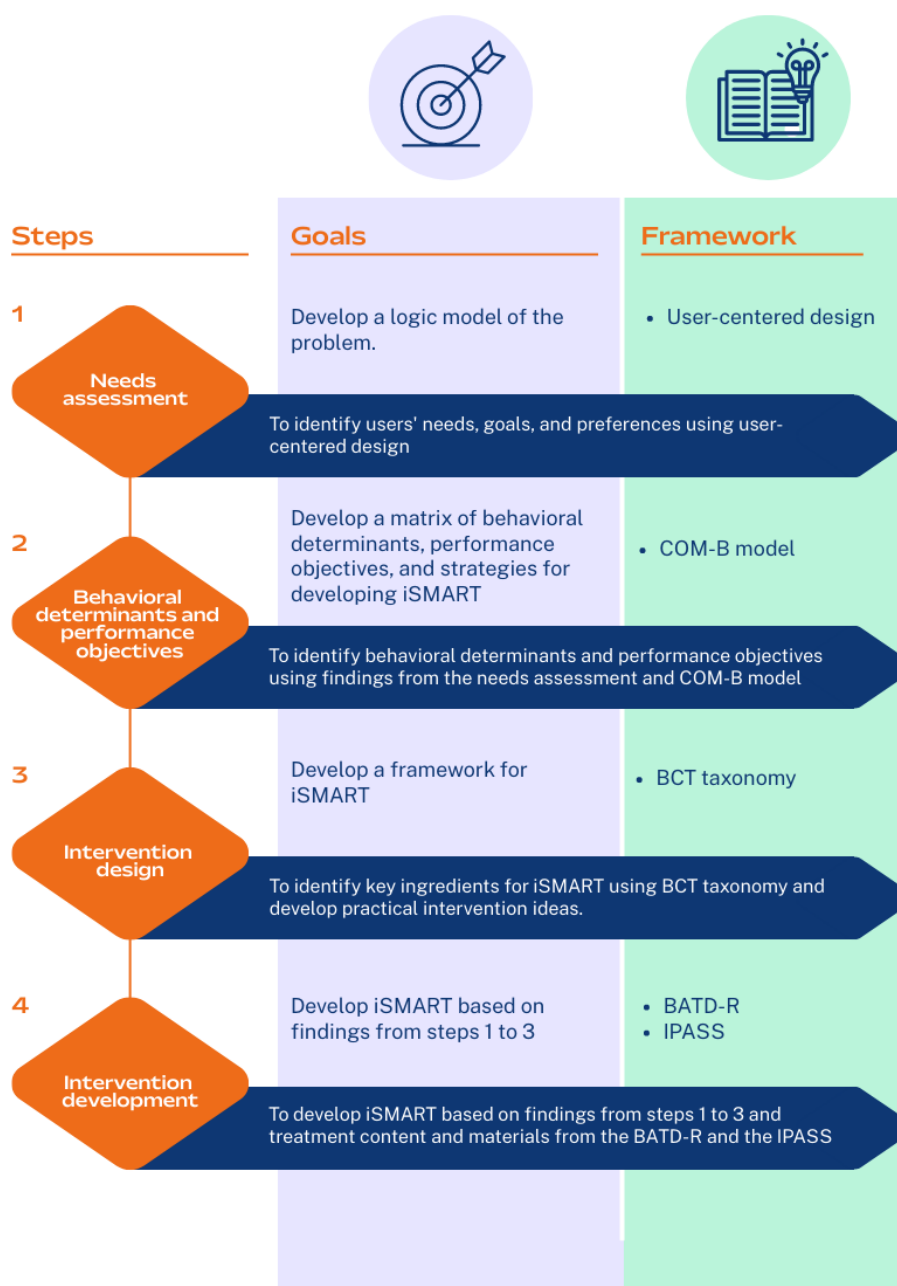 Steps
Goals
Framework
1
Needs
assessment
Develop a logic model of the
problem.
• User-centered design
To identify users' needs, goals, and preferences using user-
centered design
2
Behavioral
determinants and
performance
objectives
Develop a matrix of behavioral
determinants, performance
objectives, and strategies for
developing iSMART
• COM-B model
To identify behavioral determinants and performance objectives
using findings from the needs assessment and COM-B model
3
Intervention
design
Develop a framework for
iSMART
• BCT taxonomy
To identify key ingredients for iSMART using BCT taxonomy and
develop practical intervention ideas.
4
Intervention
development
Develop iSMART based on
findings from steps 1 to 3
• BATD-R
• IPASS
To develop iSMART based on findings from steps 1 to 3 and
treatment content and materials from the BATD-R and the IPASS